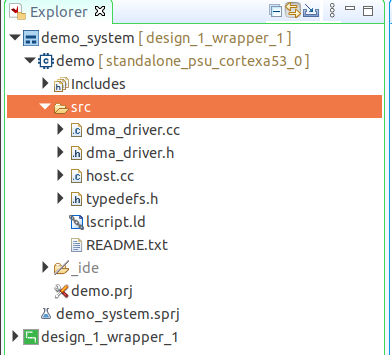 Explorer
demo_system [ design_1_wrapper_1 ]
demo [ standalone_psu_cortexa53_0 ]
Includes
src
dma_driver.cc
dma_driver.h
host.cc
typedefs.h
lscript.ld
README.txt
_ide
demo.prj
demo_system.sprj
design_1_wrapper_1